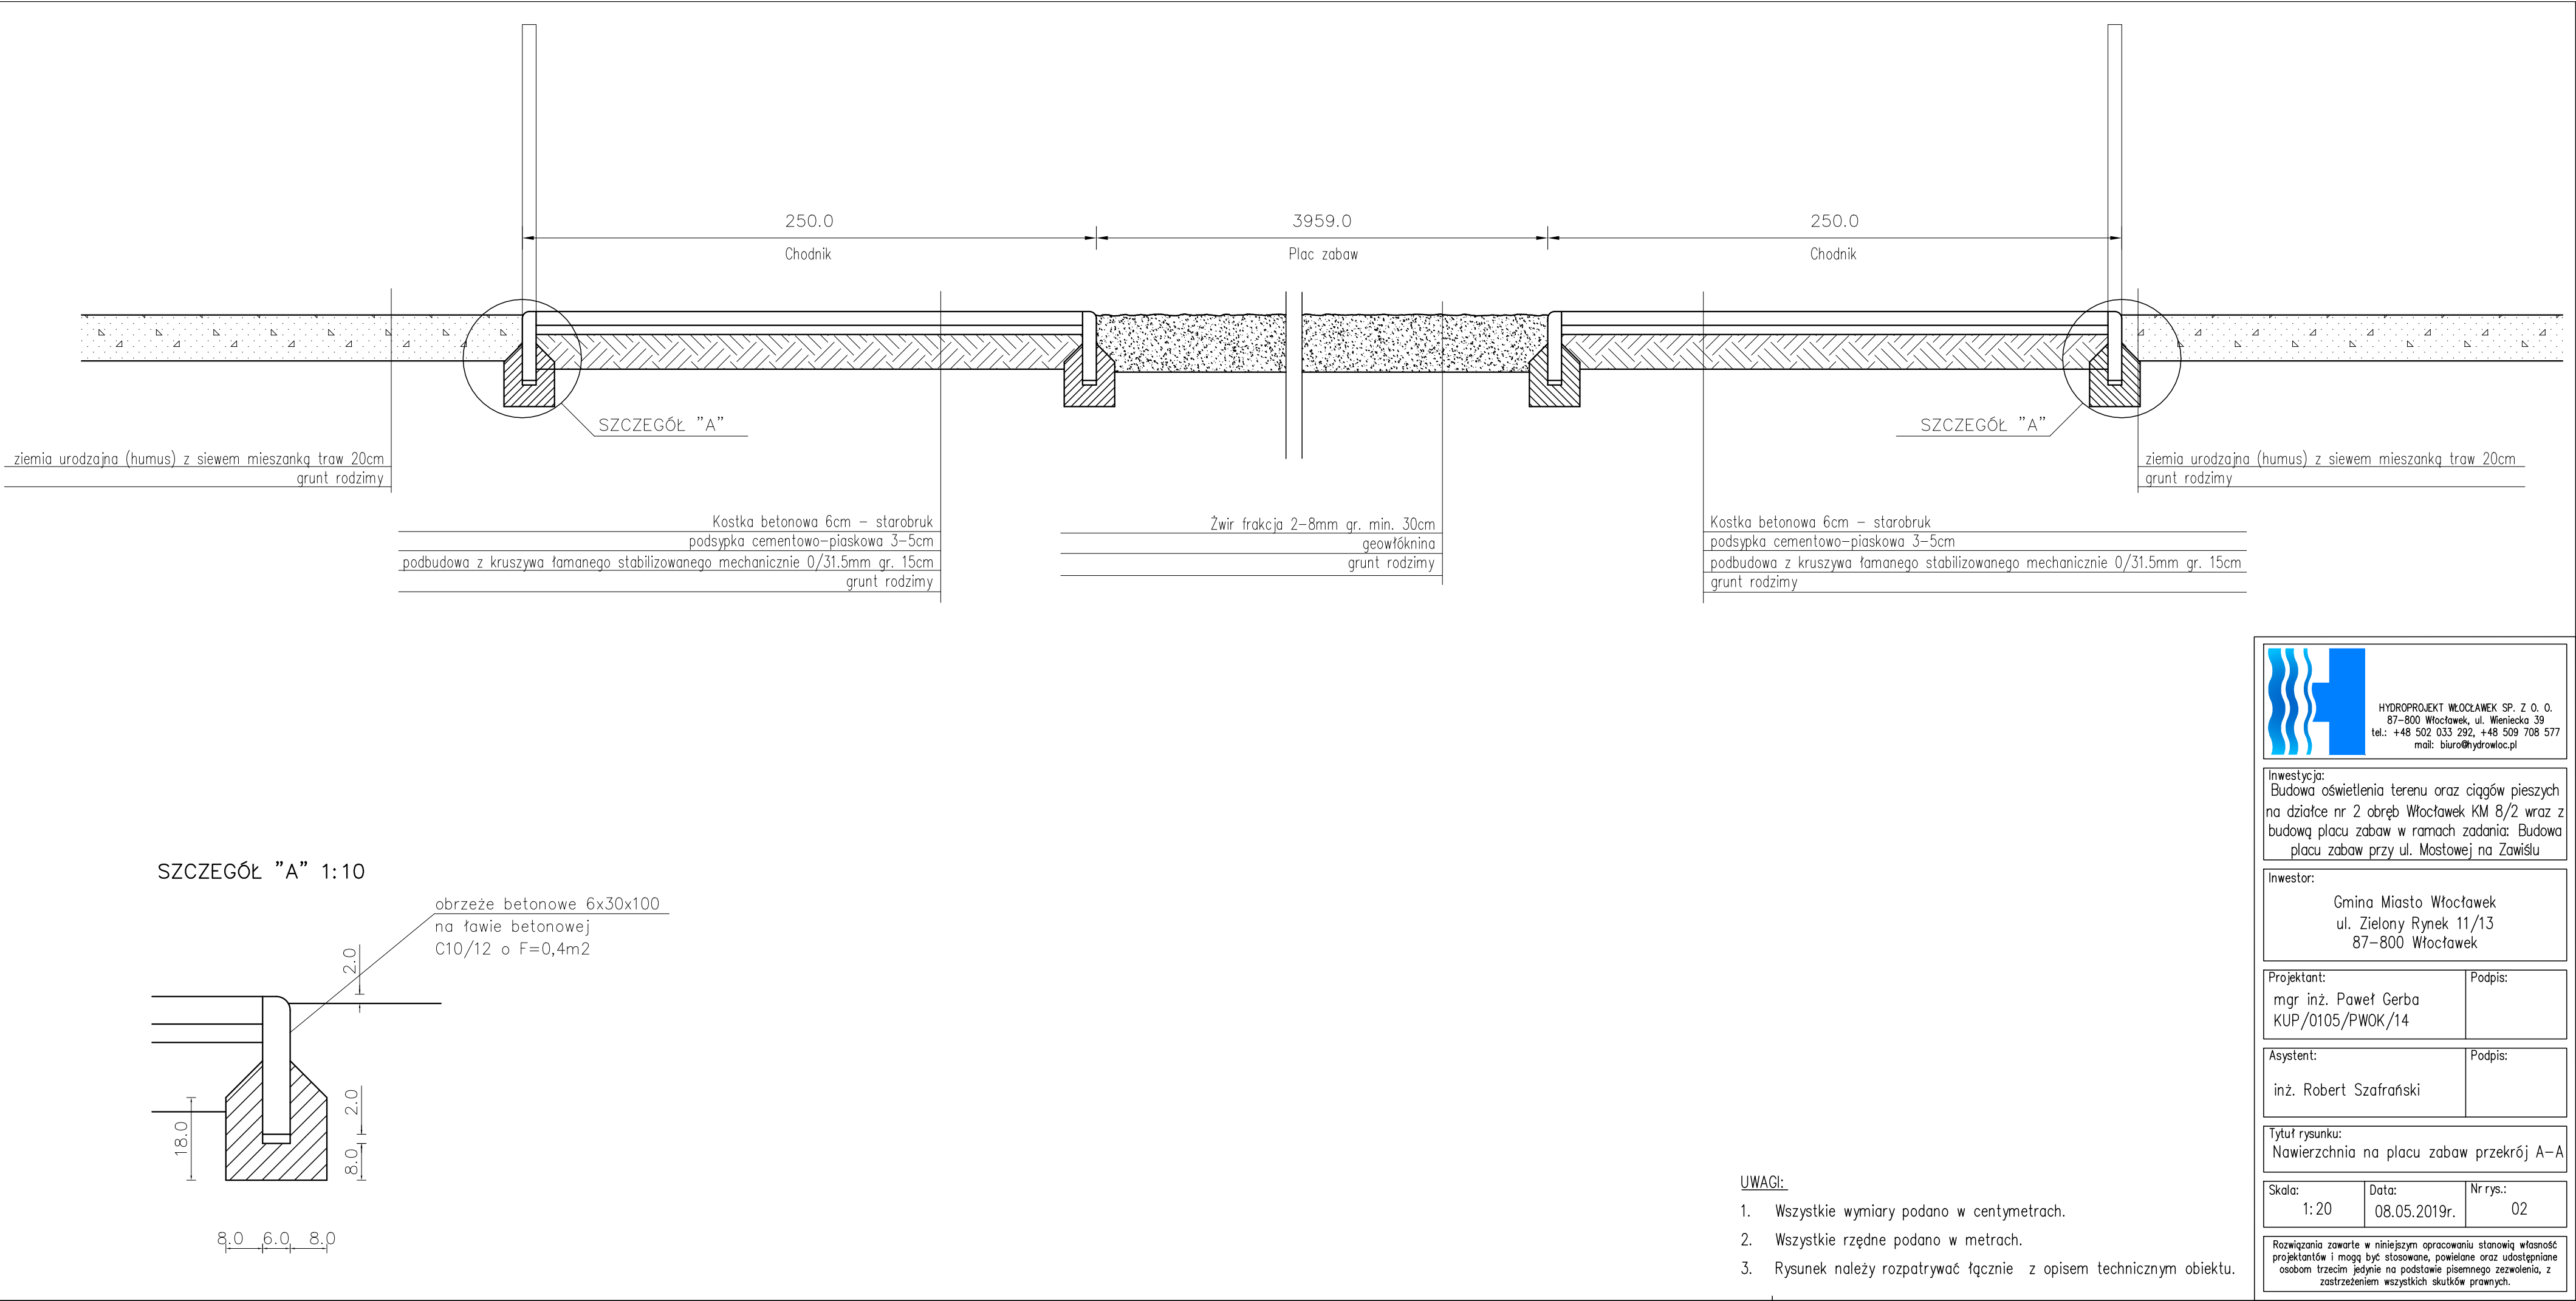 250.0
3959.0
250.0
Chodnik
Plac zabaw
Chodnik
SZCZEGÓŁ "A"
SZCZEGÓŁ "A"
ziemia urodzajna (humus) z siewem mieszanką traw 20cm
grunt rodzimy
ziemia urodzajna (humus) z siewem mieszanką traw 20cm
grunt rodzimy
Kostka betonowa 6cm – starobruk
podsypka cementowo-piaskowa 3-5cm
podbudowa z kruszywa łamanego stabilizowanego mechanicznie 0/31.5mm gr. 15cm
grunt rodzimy
Żwir frakcja 2-8mm gr. min. 30cm
geowłóknina
grunt rodzimy
Kostka betonowa 6cm – starobruk
podsypka cementowo-piaskowa 3-5cm
podbudowa z kruszywa łamanego stabilizowanego mechanicznie 0/31.5mm gr. 15cm
grunt rodzimy
SZCZEGÓŁ "A" 1:10
obrzeże betonowe 6x30x100
na ławie betonowej
C10/12 o F=0,4m2
2.0
2.0
18.0
8.0
8.0 6.0 8.0
UWAGI:
1. Wszystkie wymiary podano w centymetrach.
2. Wszystkie rzędne podano w metrach.
3. Rysunek należy rozpatrywać łącznie z opisem technicznym obiektu.
HYDROPROJEKT WŁOCŁAWEK SP. Z O. O.
87-800 Włocławek, ul. Wieniecka 39
tel.: +48 502 033 292, +48 509 708 577
mail: biuro@hydrowloc.pl
Inwestycja:
Budowa oświetlenia terenu oraz ciągów pieszych
na działce nr 2 obręb Włocławek KM 8/2 wraz z
budową placu zabaw w ramach zadania: Budowa
placu zabaw przy ul. Mostowej na Zawiślu
Inwestor:
Gmina Miasto Włocławek
ul. Zielony Rynek 11/13
87-800 Włocławek
Projektant:
Podpis:
mgr inż. Paweł Gerba
KUP/0105/PWOK/14
Asystent:
Podpis:
inż. Robert Szafrański
Tytuł rysunku:
Nawierzchnia na placu zabaw przekrój A-A
Skala:
1:20
Data:
08.05.2019r.
Nr rys.:
02
Rozwiązania zawarte w niniejszym opracowaniu stanowią własność
projektantów i mogą być stosowane, powielane oraz udostępniane
osobom trzecim jedynie na podstawie pisemnego zezwolenia, z
zastrzeżeniem wszystkich skutków prawnych.